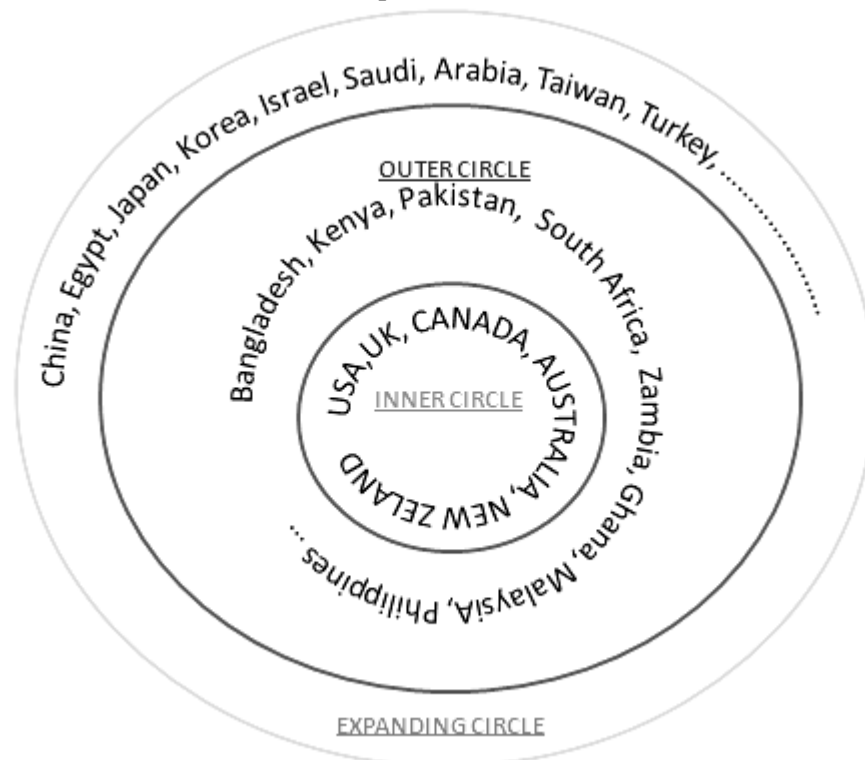 China, Egypt, Japan, Korea, Israel, Saudi, Arabia, Taiwan, Turkey, ......................
OUTER CIRCLE
Bangladesh, Kenya, Pakistan, South Africa, Zambia, Ghana, MalaysiA, Philippines ...
USA,UK, CANADA, AUSTRALIA, NEW ZELAND
INNER CIRCLE
EXPANDING CIRCLE